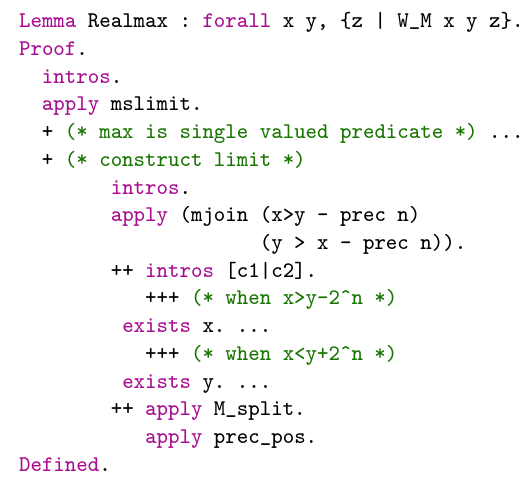 Lemma Realmax : forall x y, {z | W_M x y z}.
Proof.
intros.
apply mslimit.
+ (* max is single valued predicate *) ...
+ (* construct limit *)
intros.
apply (mjoin (x>y - prec n)
(y > x - prec n)).
++ intros [c1|c2].
+++ (* when x>y-2^n *)
exists x. ...
+++ (* when x<y+2^n *)
exists y. ...
++ apply M_split.
apply prec_pos.
Defined.